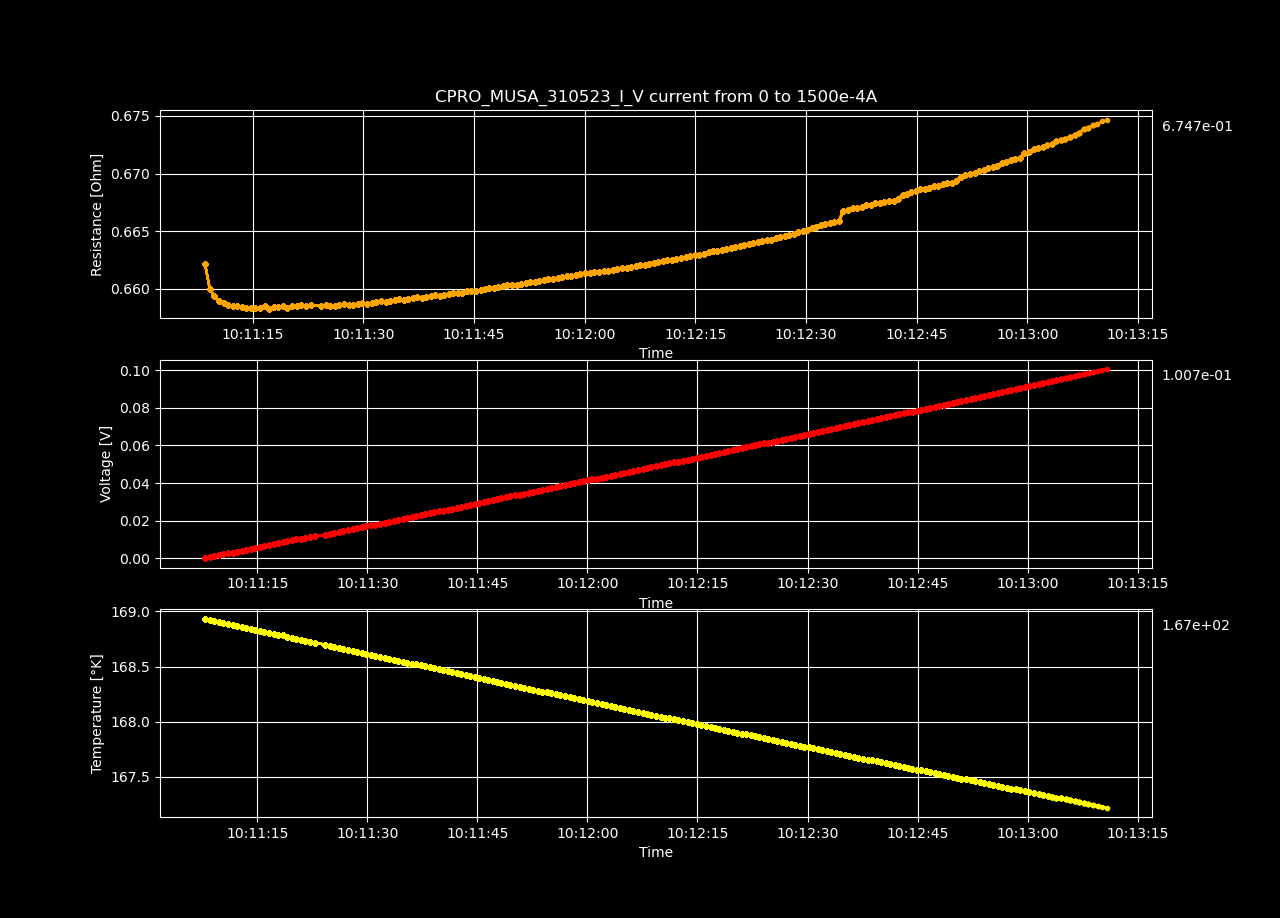 CPRO_MUSA_310523_I_V current from 0 to 1500e-4A
0.675
0.670
0.665
0.660
Resistance [Ohm]
6.747e-01
10:11:15 10:11:30 10:11:45 10:12:00 10:12:15 10:12:30 10:12:45 10:13:00 10:13:15
Time
0.10
0.08
0.06
0.04
0.02
0.00
Voltage [V]
1.007e-01
10:11:15 10:11:30 10:11:45 10:12:00 10:12:15 10:12:30 10:12:45 10:13:00 10:13:15
Time
169.0
168.5
168.0
167.5
Temperature [°K]
1.67e+02
10:11:15 10:11:30 10:11:45 10:12:00 10:12:15 10:12:30 10:12:45 10:13:00 10:13:15
Time